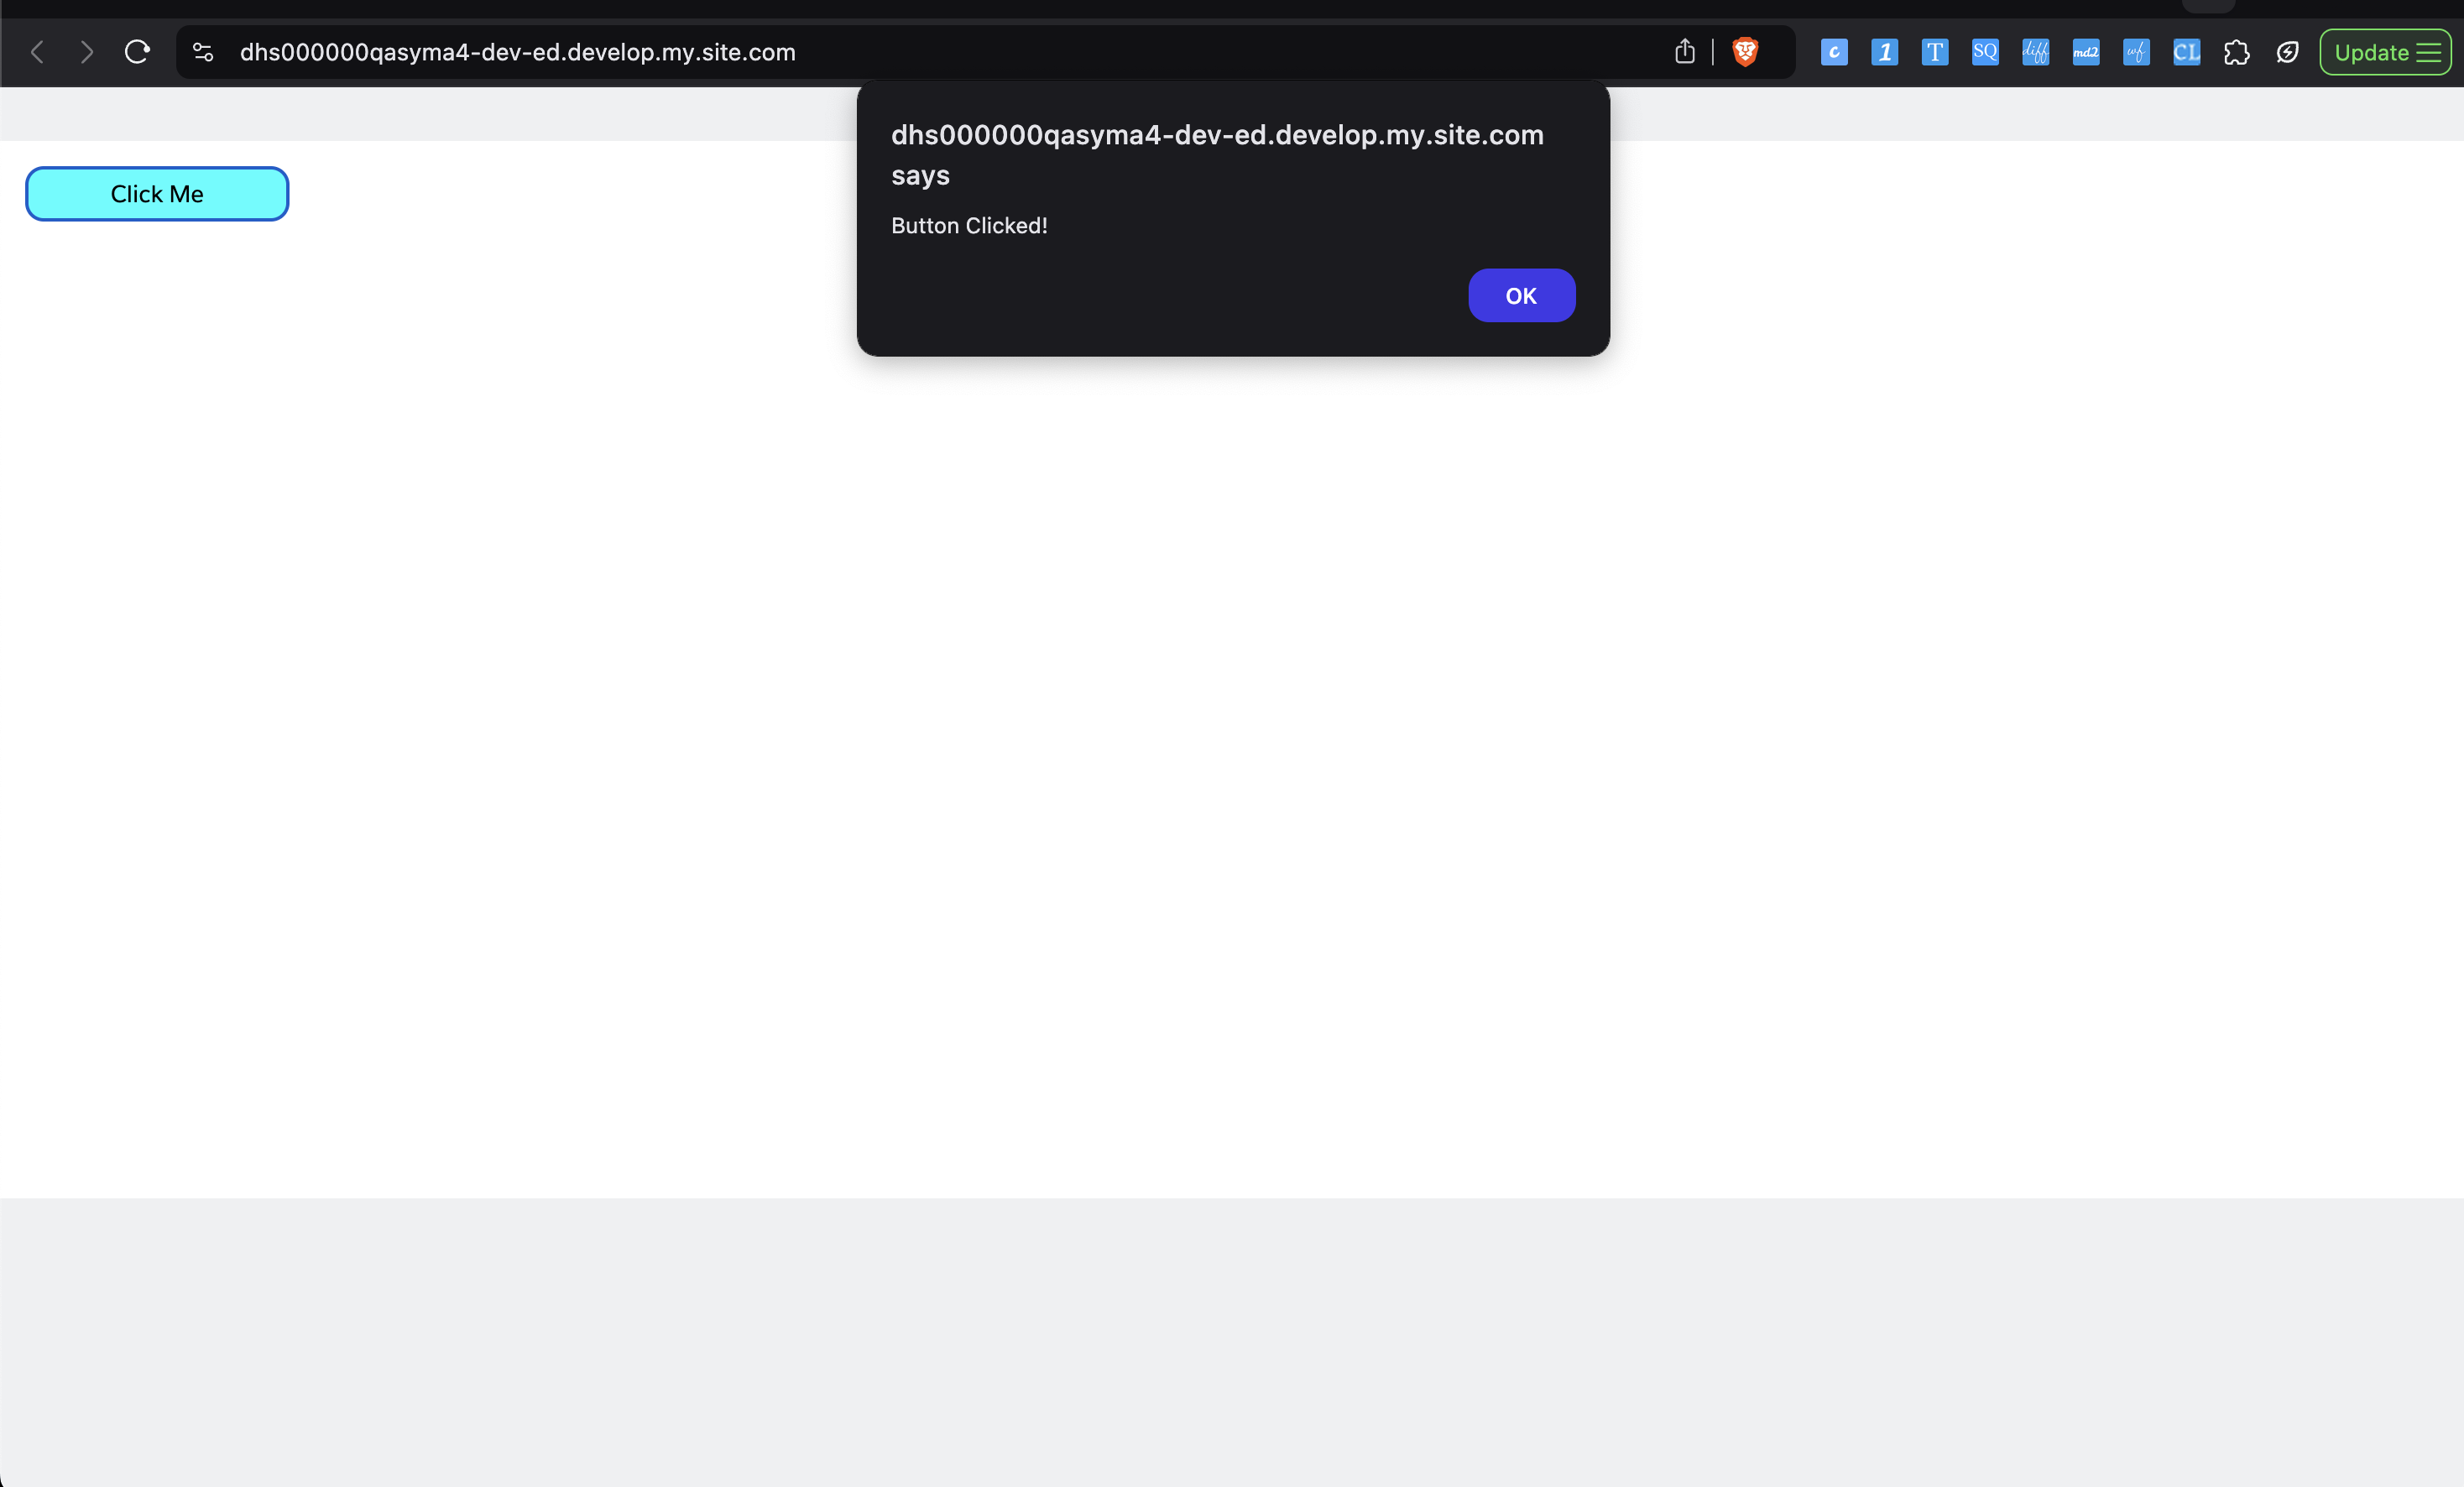 dhs000000qasyma4-dev-ed.develop.my.site.com
c 1 T SQ diff md2 wf CL Update
dhs000000qasyma4-dev-ed.develop.my.site.com
says
Button Clicked!
OK
Click Me